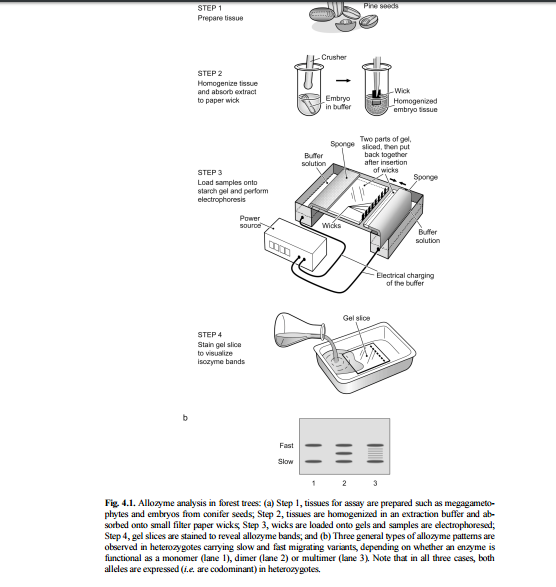 STEP 1
Prepare tissue
Pine seeds
Crusher
STEP 2
Homogenize tissue
and absorb extract
to paper wick
Embryo
in buffer
Wick
Homogenized
embryo tissue
STEP 3
Load samples onto
starch gel and perform
electrophoresis
Buffer
solution
Sponge
Two parts of gel,
sliced, then put
back together
after insertion
of wicks
Sponge
Power
source
Wicks
Buffer
solution
Electrical charging
of the buffer
STEP 4
Stain gel slice
to visualize
isozyme bands
Gel slice
b
Fast
Slow
1 2 3
Fig. 4.1. Allozyme analysis in forest trees: (a) Step 1, tissues for assay are prepared such as megagameto-
phytes and embryos from conifer seeds; Step 2, tissues are homogenized in an extraction buffer and ab-
sorbed onto small filter paper wicks; Step 3, wicks are loaded onto gels and samples are electrophoresed;
Step 4, gel slices are stained to reveal allozyme bands; and (b) Three general types of allozyme patterns are
observed in heterozygotes carrying slow and fast migrating variants, depending on whether an enzyme is
functional as a monomer (lane 1), dimer (lane 2) or multimer (lane 3). Note that in all three cases, both
alleles are expressed (i.e. are codominant) in heterozygotes.